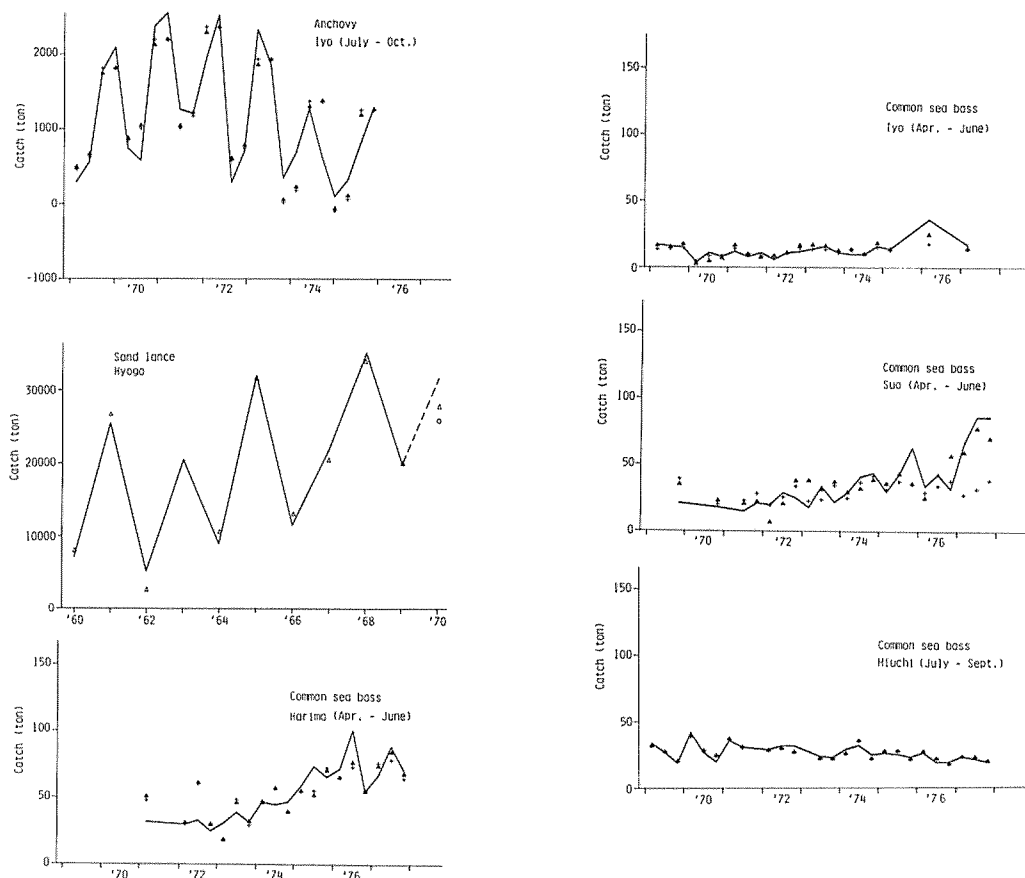 Anchovy
Iyo (July - Oct.)
Catch (ton)
2000
1000
0
-1000
'70
'72
'74
'76
Sand lance
Hyogo
Catch (ton)
30000
20000
10000
0
'60
'62
'64
'66
'68
'70
Common sea bass
Harima (Apr. - June)
Catch (ton)
150
100
50
0
'70
'72
'74
'76
Common sea bass
Iyo (Apr. - June)
Catch (ton)
150
100
50
0
'70
'72
'74
'76
Common sea bass
Suo (Apr. - June)
Catch (ton)
150
100
50
0
'70
'72
'74
'76
Common sea bass
Hiuchi (July - Sept.)
Catch (ton)
150
100
50
0
'70
'72
'74
'76